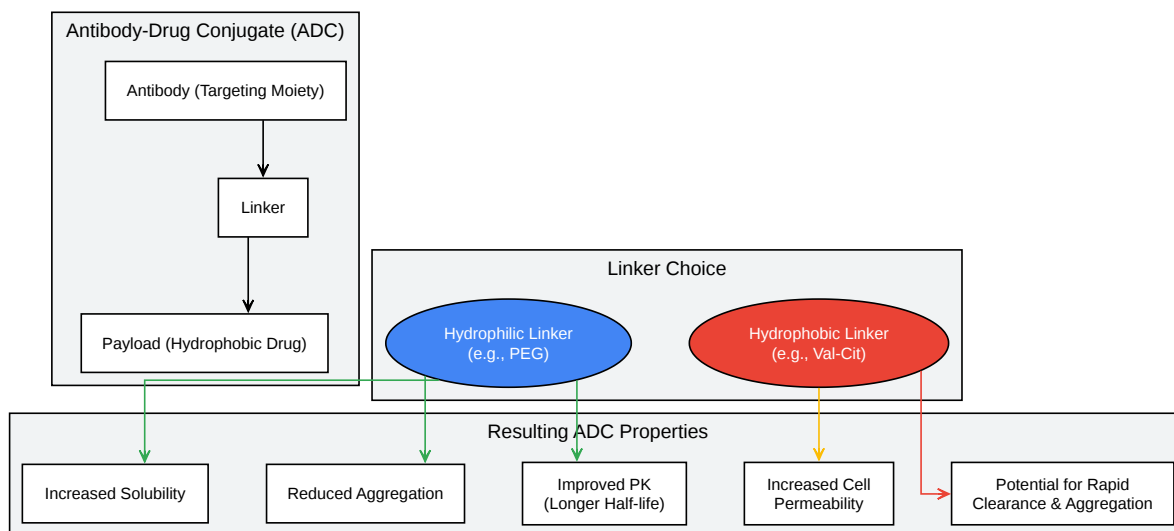 Antibody-Drug Conjugate (ADC)
Antibody (Targeting Moiety)
Linker
Payload (Hydrophobic Drug)
Linker Choice
Hydrophilic Linker
(e.g., PEG)
Hydrophobic Linker
(e.g., Val-Cit)
Resulting ADC Properties
Increased Solubility
Reduced Aggregation
Improved PK
(Longer Half-life)
Increased Cell
Permeability
Potential for Rapid
Clearance & Aggregation